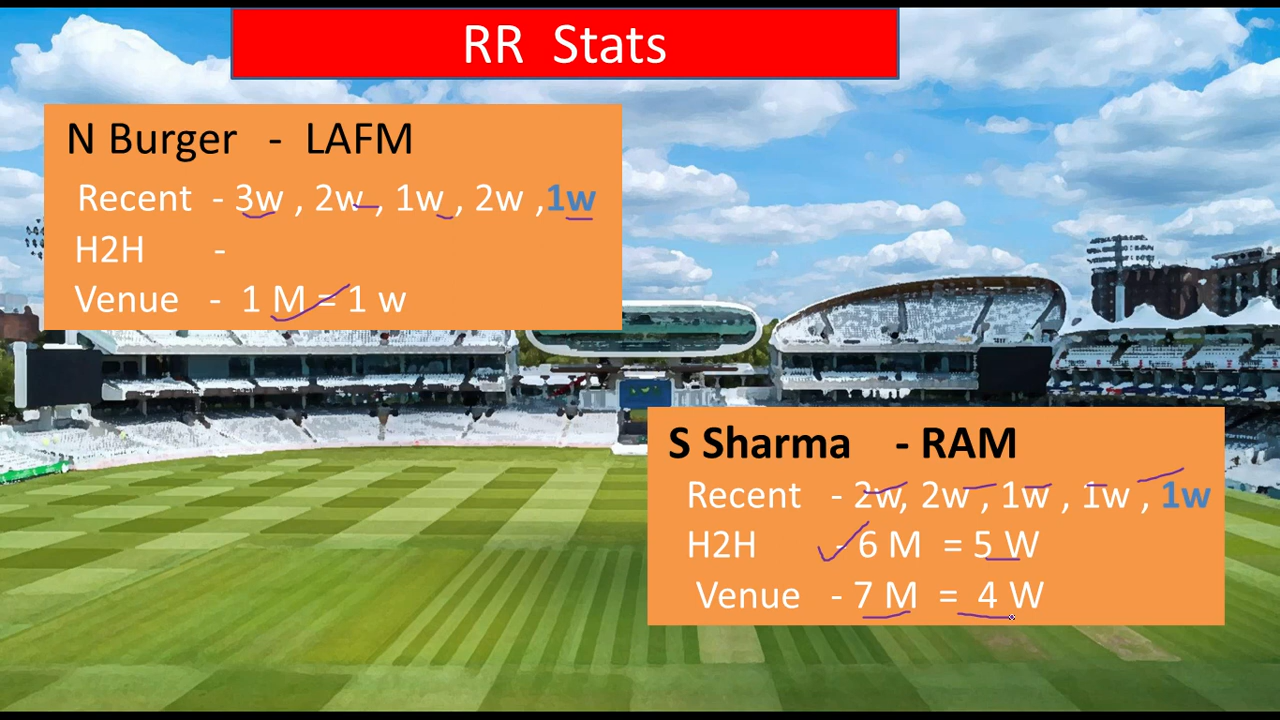 RR Stats
N Burger - LAFM
Recent - 3w , 2w , 1w , 2w ,1w
H2H -
Venue - 1 M = 1 w
S Sharma - RAM
Recent - 2w, 2w , 1w , 1w , 1w
H2H - 6 M = 5 W
Venue - 7 M = 4 W